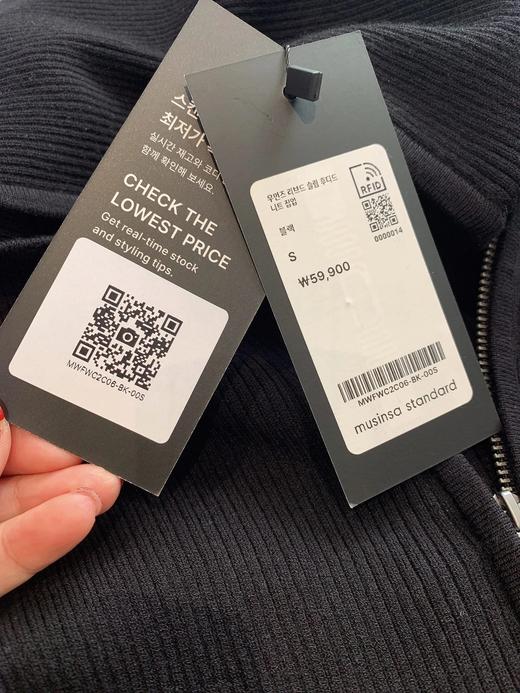 최저가
실시간 재고와 코디
함께 확인해 보세요.
CHECK THE
LOWEST PRICE
Get real-time stock
and styling tips.
MWFWC2C06-BK-00S
우먼즈 리브드 슬림 후디드
니트 집업
RFID
0000014
블랙
S
₩59,900
MWFWC2C06-BK-00S
musinsa standard